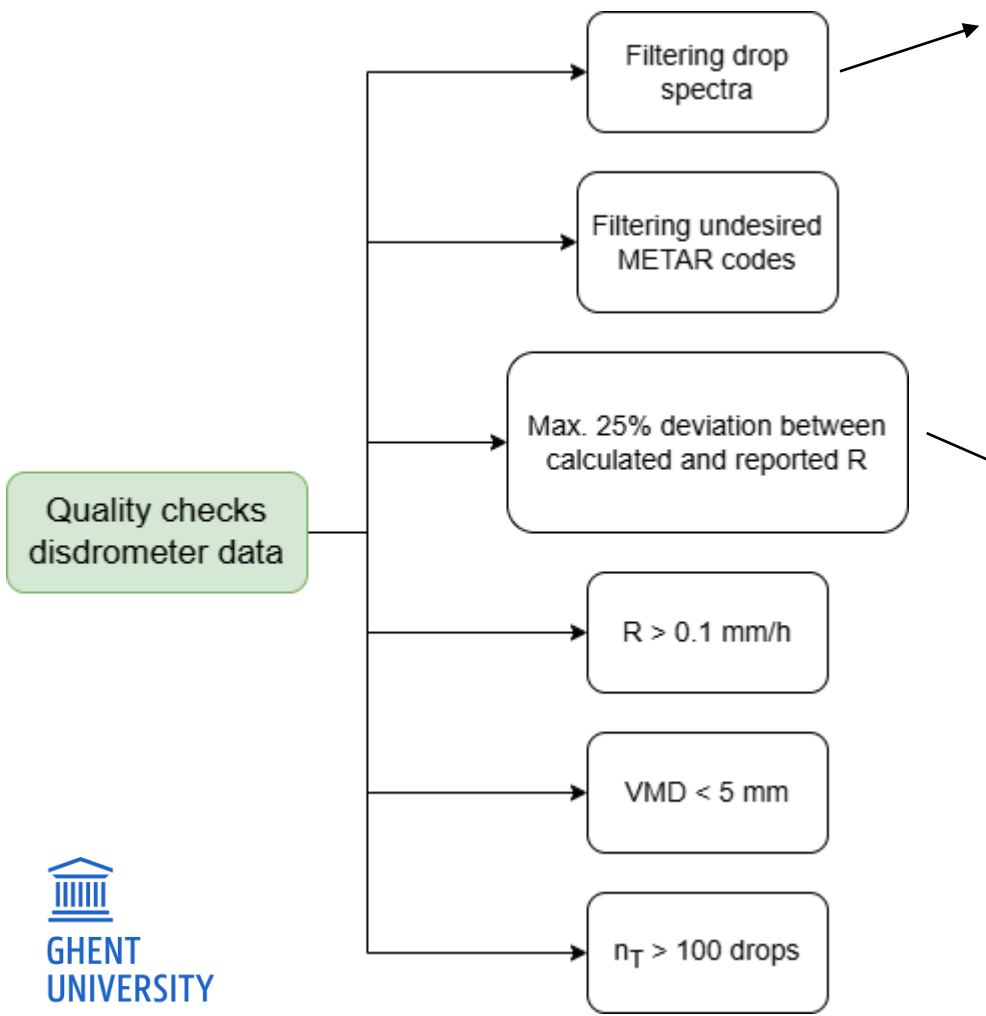 Filtering drop
spectra
Filtering undesired
METAR codes
Max. 25% deviation between
calculated and reported R
Quality checks
disdrometer data
R > 0.1 mm/h
VMD < 5 mm
n_T > 100 drops
GHENT
UNIVERSITY